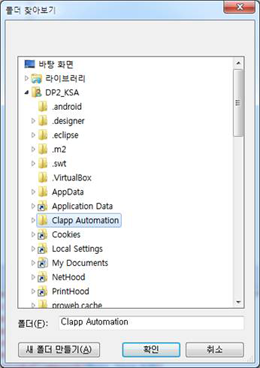 폴더 찾아보기
바탕 화면
라이브러리
DP2_KSA
.android
.designer
.eclipse
.m2
.swt
.VirtualBox
AppData
Application Data
Clapp Automation
Cookies
Local Settings
My Documents
NetHood
PrintHood
proweb.cache
폴더(F): Clapp Automation
새 폴더 만들기(A) 확인 취소